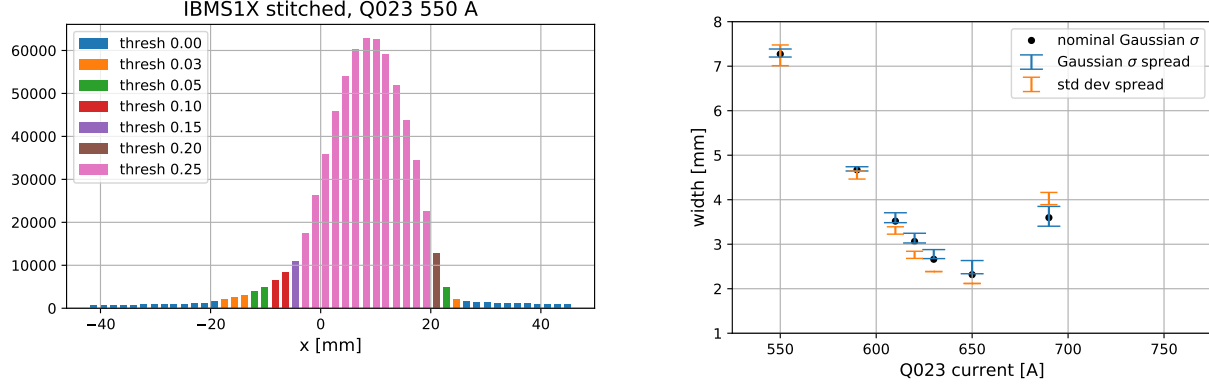 IBMS1X stitched, Q023 550 A
60000
50000
40000
30000
20000
10000
0
thresh 0.00
thresh 0.03
thresh 0.05
thresh 0.10
thresh 0.15
thresh 0.20
thresh 0.25
−40
−20
0
20
40
x [mm]
8
7
6
5
4
3
2
1
width [mm]
nominal Gaussian σ
Gaussian σ spread
std dev spread
550
600
650
700
750
Q023 current [A]